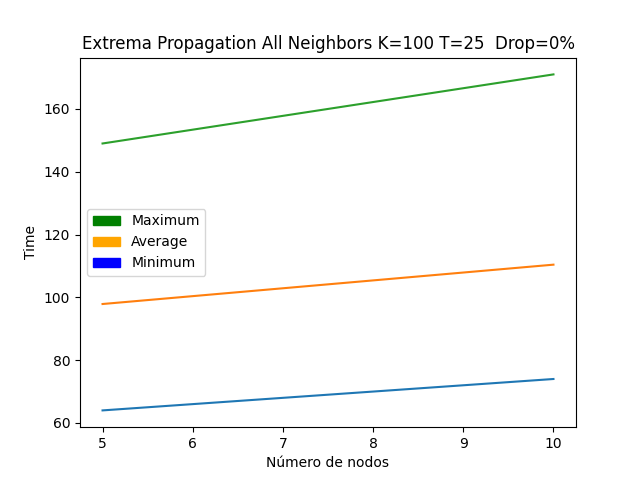 Extrema Propagation All Neighbors K=100 T=25  Drop=0%
160
140
120
100
80
60
Time
Maximum
Average
Minimum
5 6 7 8 9 10
Número de nodos